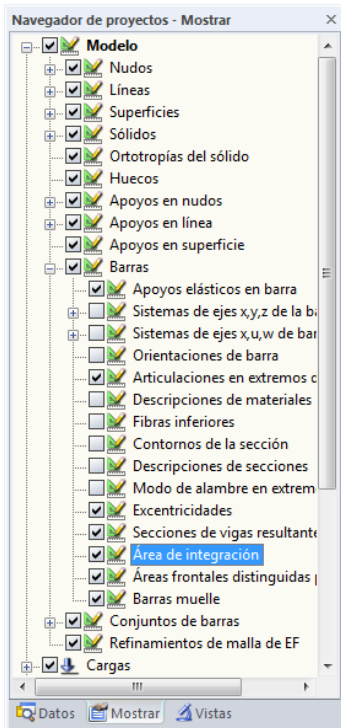 Navegador de proyectos - Mostrar
Modelo
Nudos
Líneas
Superficies
Sólidos
Ortotropías del sólido
Huecos
Apoyos en nudos
Apoyos en línea
Apoyos en superficie
Barras
Apoyos elásticos en barra
Sistemas de ejes x,y,z de la
Sistemas de ejes x,u,w de
Orientaciones de barra
Articulaciones en extremos
Descripciones de materiales
Fibras inferiores
Contornos de la sección
Descripciones de secciones
Modo de alambre en extrem
Excentricidades
Secciones de vigas resultante
Área de integración
Áreas frontales distinguidas
Barras muelle
Conjuntos de barras
Refinamientos de malla de EF
Cargas
Datos Mostrar Vistas